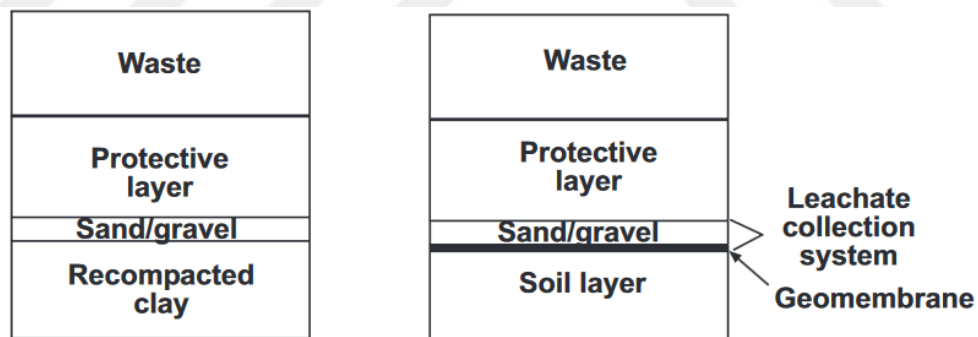 Waste
Protective
layer
Sand/gravel
Recompacted
clay
Waste
Protective
layer
Sand/gravel
Soil layer
Leachate
collection
system
Geomembrane